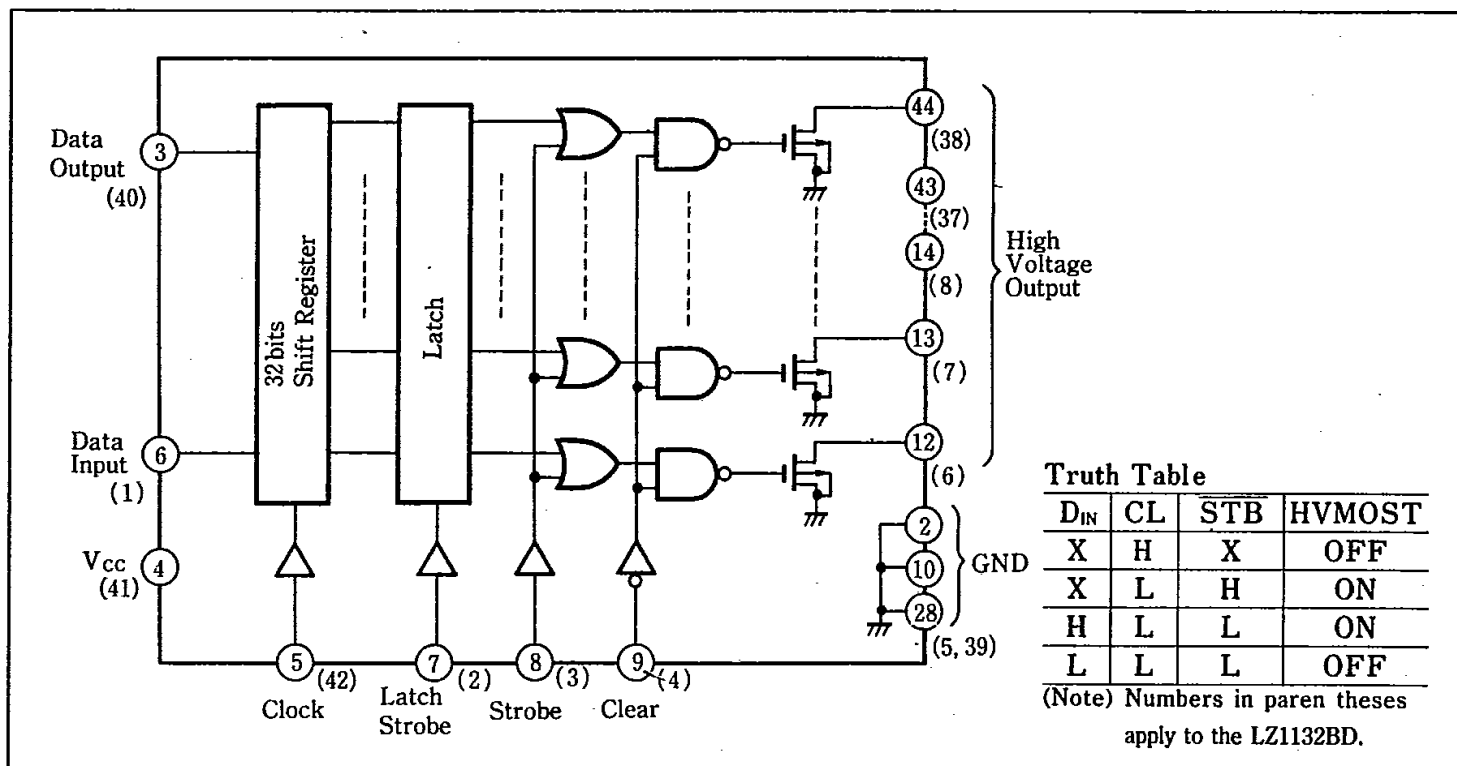 Data
Output
3
(40)
Data
Input
6
(1)
Vcc
4
(41)
32bits
Shift Register
Latch
44
(38)
43
(37)
14
(8)
13
(7)
12
(6)
High
Voltage
Output
2
10
28
GND
(5, 39)
5
(42)
Clock
7
(2)
Latch
Strobe
8
(3)
Strobe
9
(4)
Clear
Truth Table
DIN CL STB HVMOST
X H X OFF
X L H ON
H L L ON
L L L OFF
(Note) Numbers in paren theses
apply to the LZ1132BD.